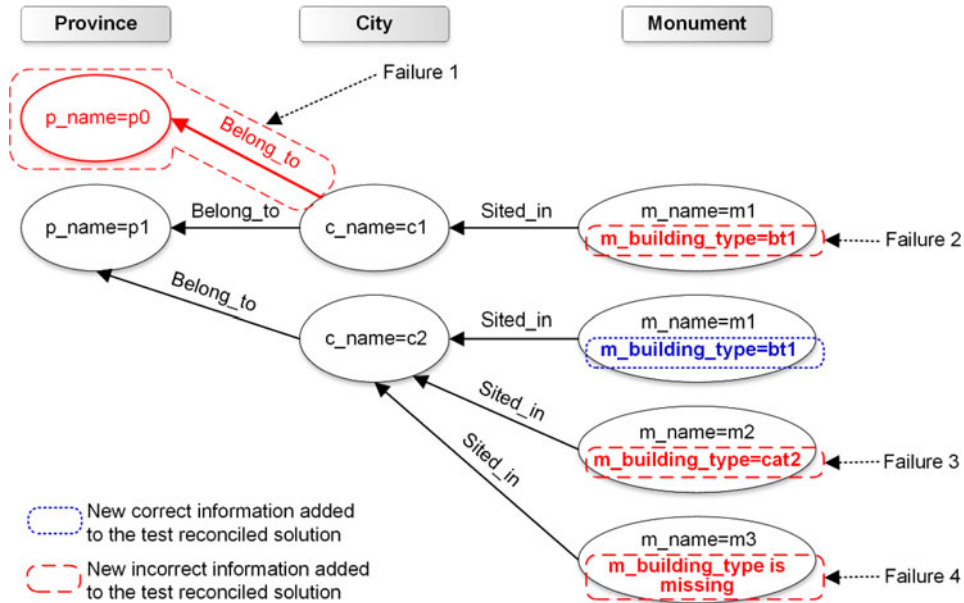 Province
City
Monument
Failure 1
p_name=p0
Belong_to
p_name=p1
Belong_to
c_name=c1
Sited_in
m_name=m1
m_building_type=bt1
Failure 2
Belong_to
c_name=c2
Sited_in
m_name=m1
m_building_type=bt1
Sited_in
m_name=m2
m_building_type=cat2
Failure 3
Sited_in
m_name=m3
m_building_type is
missing
Failure 4
New correct information added
to the test reconciled solution
New incorrect information added
to the test reconciled solution